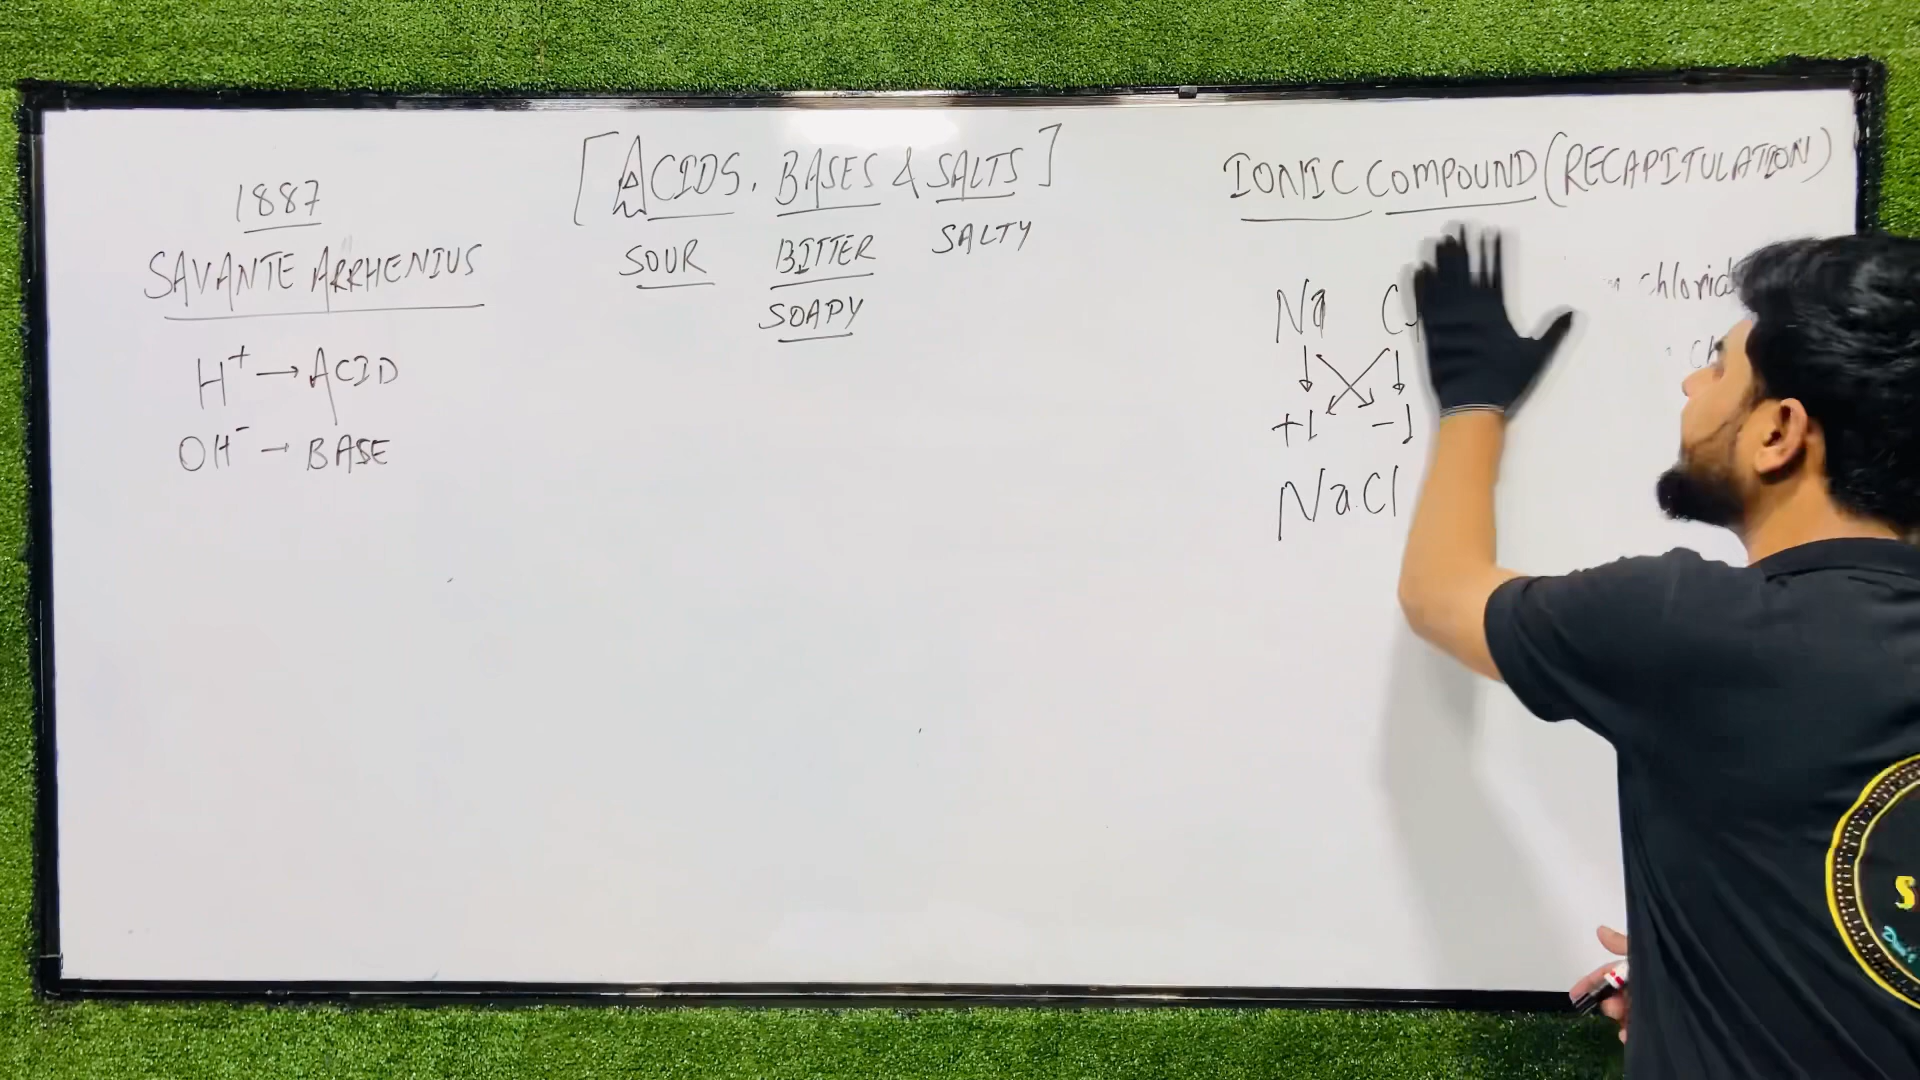 1887
SAVANTE ARRHENIUS
H+ → ACID
OH- → BASE
[ACIDS, BASES & SALTS]
SOUR BITTER SALTY
SOAPY
IONIC COMPOUND (RECAPITULATION)
Na
chlorid
+1 -1
NaCl
S